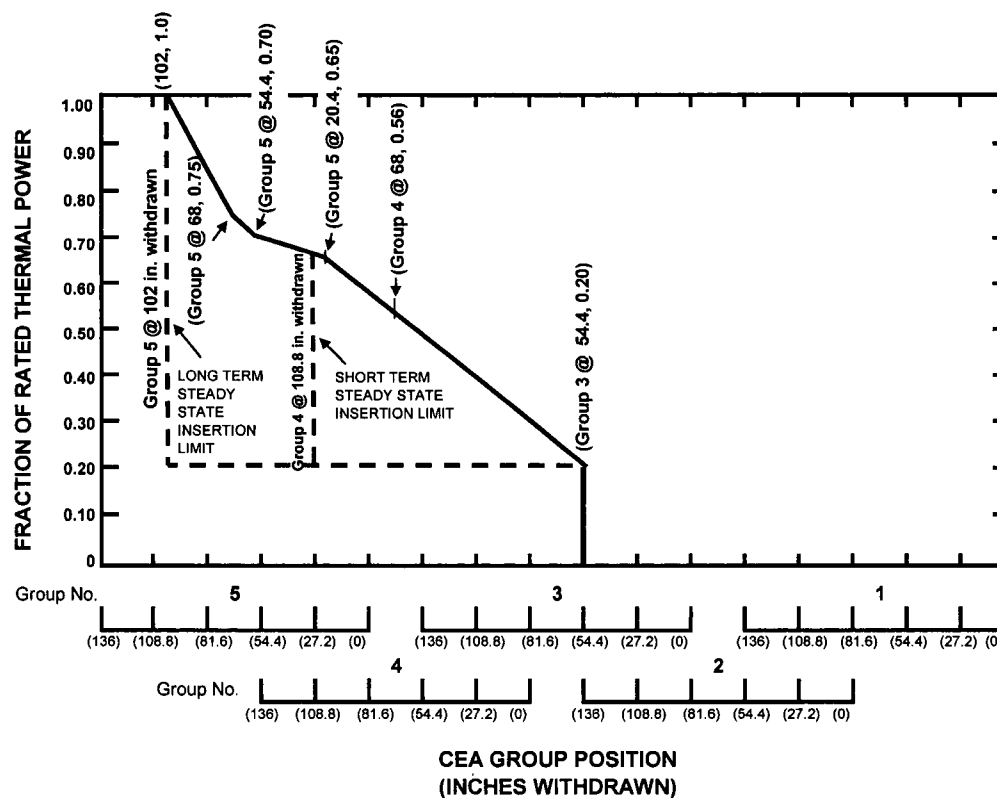 (102, 1.0)
(Group 5 @ 54.4, 0.70)
(Group 5 @ 20.4, 0.65)
(Group 4 @ 68, 0.56)
(Group 5 @ 68, 0.75)
(Group 3 @ 54.4, 0.20)
FRACTION OF RATED THERMAL POWER
1.00
0.90
0.80
0.70
0.60
0.50
0.40
0.30
0.20
0.10
0
Group 5 @ 102 in. withdrawn
LONG TERM
STEADY
STATE
INSERTION
LIMIT
Group 4 @ 108.8 in. withdrawn
SHORT TERM
STEADY STATE
INSERTION LIMIT
Group No. 5 3 1
(136) (108.8) (81.6) (54.4) (27.2) (0) (136) (108.8) (81.6) (54.4) (27.2) (0) (136) (108.8) (81.6) (54.4) (27.2) (0
Group No. 4 2
(136) (108.8) (81.6) (54.4) (27.2) (0) (136) (108.8) (81.6) (54.4) (27.2) (0)
CEA GROUP POSITION
(INCHES WITHDRAWN)